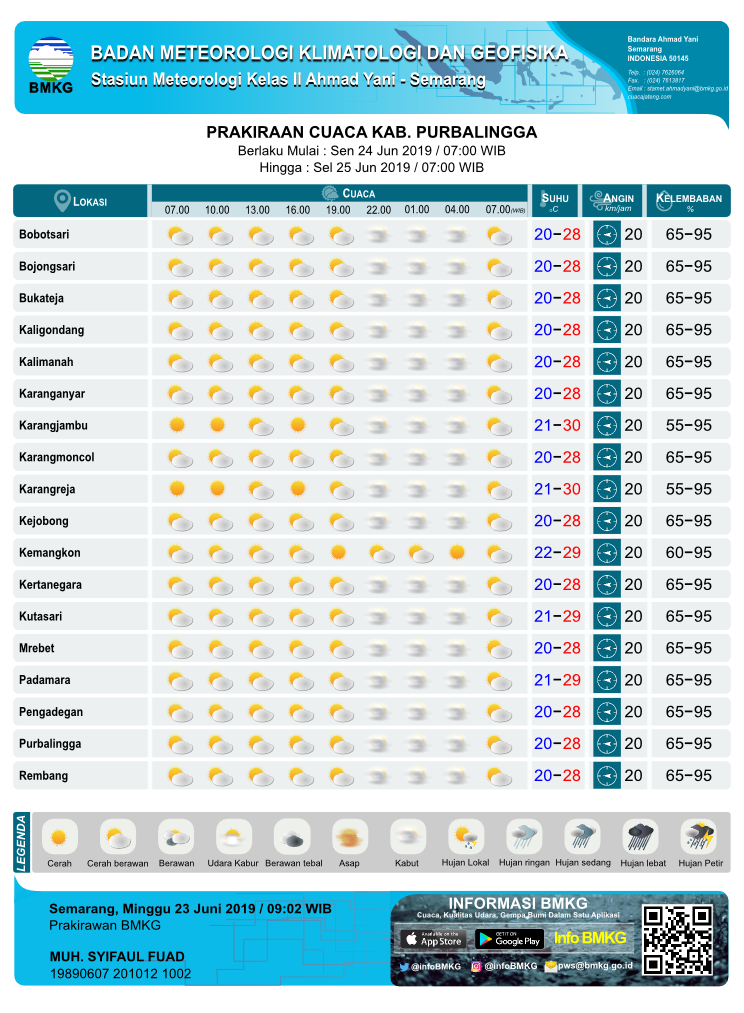 BMKG
BADAN METEOROLOGI KLIMATOLOGI DAN GEOFISIKA
Stasiun Meteorologi Kelas II Ahmad Yani - Semarang
Bandara Ahmad Yani
Semarang
INDONESIA 50145
Telp. : (024) 7626064
Fax. : (024) 7613817
Email : stamet.ahmadyani@bmkg.go.id
cuacajateng.com
PRAKIRAAN CUACA KAB. PURBALINGGA
Berlaku Mulai : Sen 24 Jun 2019 / 07:00 WIB
Hingga : Sel 25 Jun 2019 / 07:00 WIB
LOKASI CUACA SUHU °C ANGIN km/jam KELEMBABAN %
07.00 10.00 13.00 16.00 19.00 22.00 01.00 04.00 07.00 (WIB)
Bobotsari 20-28 20 65-95
Bojongsari 20-28 20 65-95
Bukateja 20-28 20 65-95
Kaligondang 20-28 20 65-95
Kalimanah 20-28 20 65-95
Karanganyar 20-28 20 65-95
Karangjambu 21-30 20 55-95
Karangmoncol 20-28 20 65-95
Karangreja 21-30 20 55-95
Kejobong 20-28 20 65-95
Kemangkon 22-29 20 60-95
Kertanegara 20-28 20 65-95
Kutasari 21-29 20 65-95
Mrebet 20-28 20 65-95
Padamara 21-29 20 65-95
Pengadegan 20-28 20 65-95
Purbalingga 20-28 20 65-95
Rembang 20-28 20 65-95
LEGENDA
Cerah Cerah berawan Berawan Udara Kabur Berawan tebal Asap Kabut Hujan Lokal Hujan ringan Hujan sedang Hujan lebat Hujan Petir
Semarang, Minggu 23 Juni 2019 / 09:02 WIB
Prakirawan BMKG
MUH. SYIFAUL FUAD
19890607 201012 1002
INFORMASI BMKG
Cuaca, Kualitas Udara, Gempa Bumi Dalam Satu Aplikasi
Available on the App Store GET IT ON Google Play Info BMKG
@infoBMKG @infoBMKG pws@bmkg.go.id